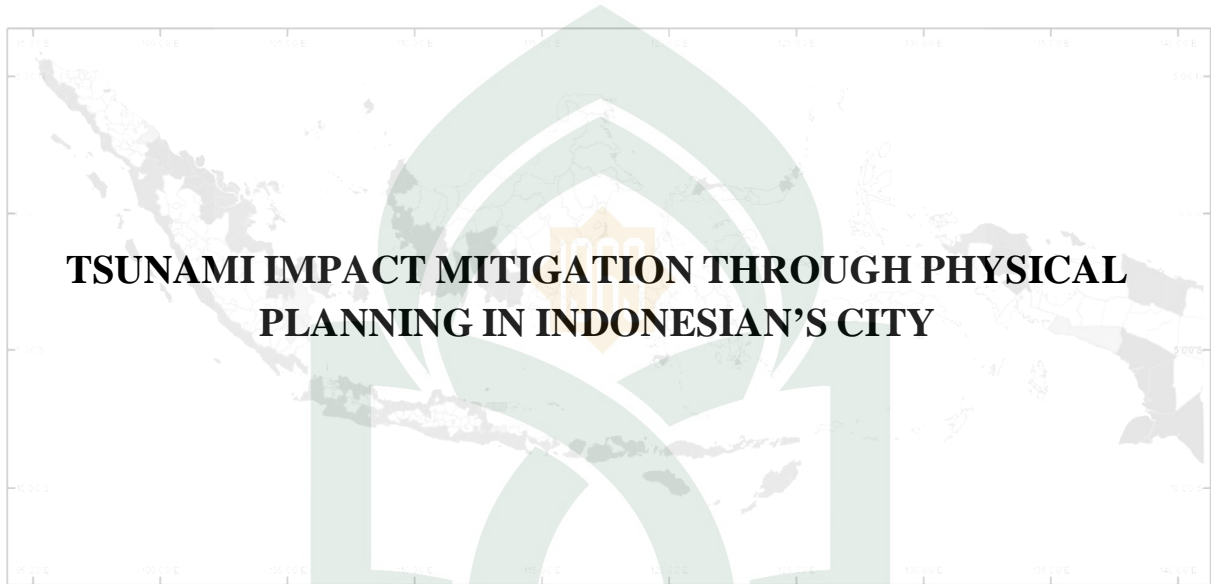 TSUNAMI IMPACT MITIGATION THROUGH PHYSICAL
PLANNING IN INDONESIAN'S CITY